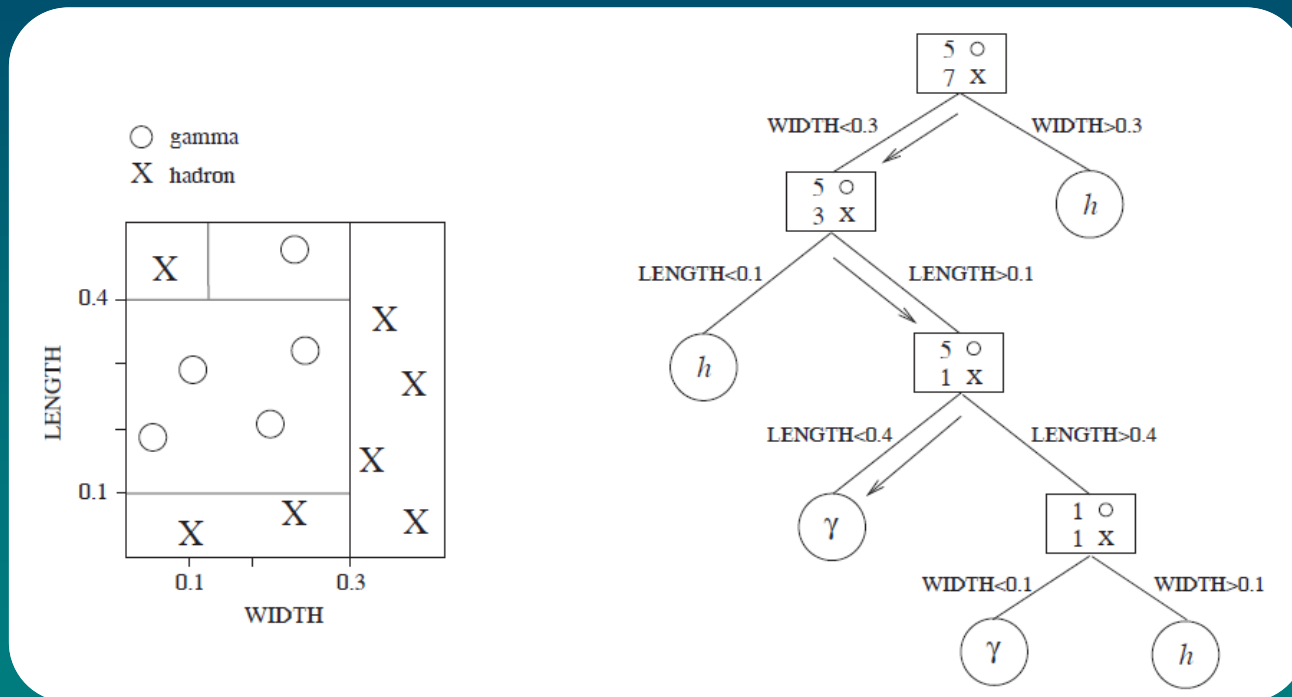 ○ gamma
X hadron
X
X
X
X
X
X
X
0.4
0.1
LENGTH
0.1 0.3
WIDTH
5 ○
7 X
WIDTH<0.3 WIDTH>0.3
5 ○
3 X
h
LENGTH<0.1 LENGTH>0.1
h
5 ○
1 X
LENGTH<0.4 LENGTH>0.4
γ
1 ○
1 X
WIDTH<0.1 WIDTH>0.1
γ h